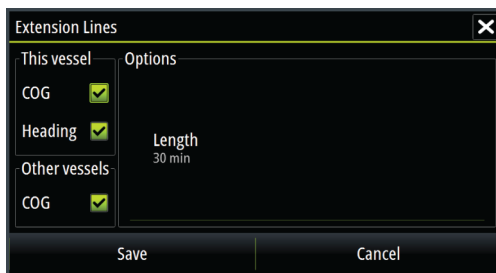 Extension Lines
This vessel
COG
Heading
Other vessels
COG
Options
Length
30 min
Save
Cancel